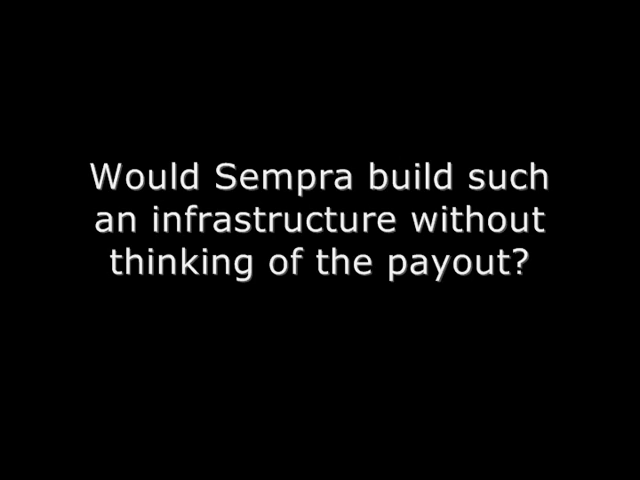 Would Sempra build such
an infrastructure without
thinking of the payout?